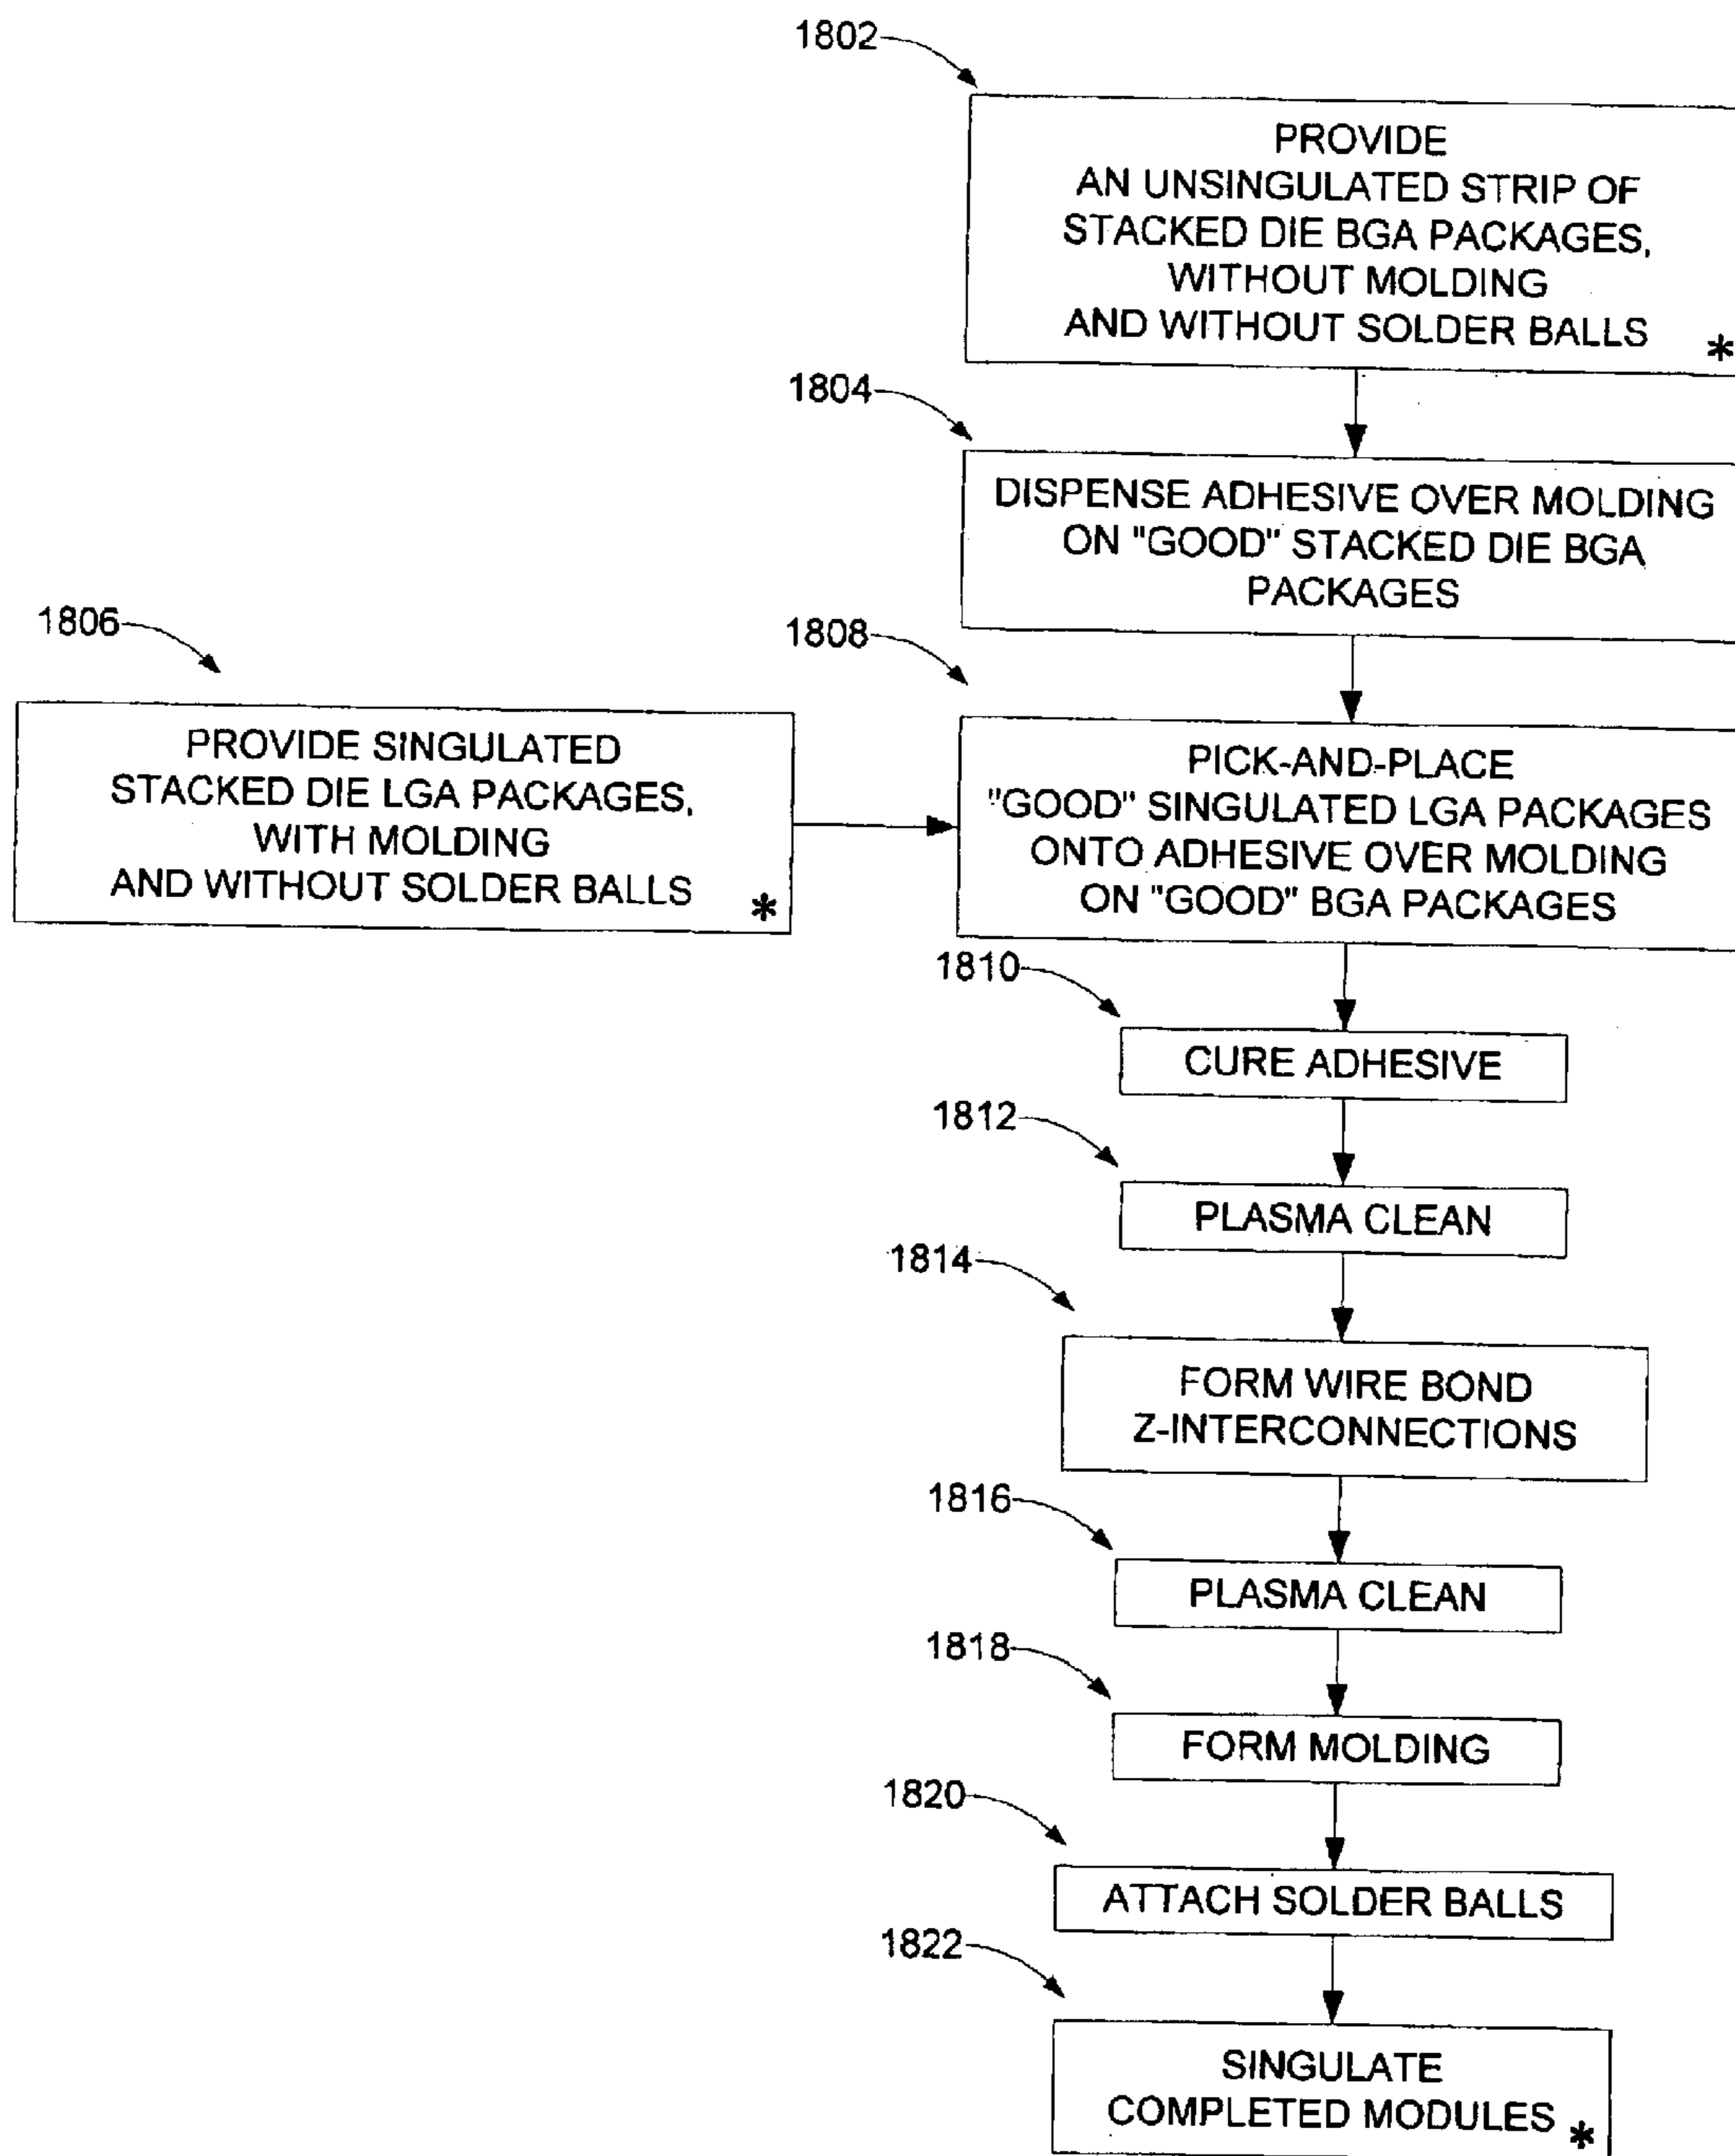 1802
PROVIDE
AN UNSINGULATED STRIP OF
STACKED DIE BGA PACKAGES,
WITHOUT MOLDING
AND WITHOUT SOLDER BALLS *
1804
DISPENSE ADHESIVE OVER MOLDING
ON "GOOD" STACKED DIE BGA
PACKAGES
1806
PROVIDE SINGULATED
STACKED DIE LGA PACKAGES,
WITH MOLDING
AND WITHOUT SOLDER BALLS *
1808
PICK-AND-PLACE
"GOOD" SINGULATED LGA PACKAGES
ONTO ADHESIVE OVER MOLDING
ON "GOOD" BGA PACKAGES
1810
CURE ADHESIVE
1812
PLASMA CLEAN
1814
FORM WIRE BOND
Z-INTERCONNECTIONS
1816
PLASMA CLEAN
1818
FORM MOLDING
1820
ATTACH SOLDER BALLS
1822
SINGULATE
COMPLETED MODULES *